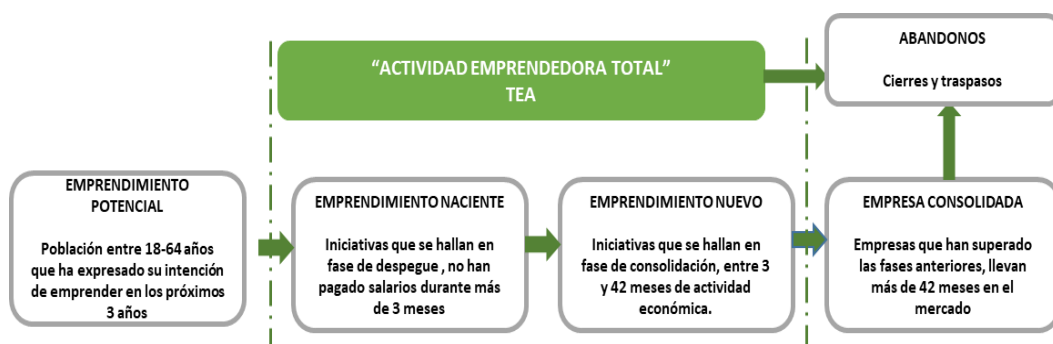 “ACTIVIDAD EMPRENDEDORA TOTAL”
TEA
ABANDONOS
Cierres y traspasos
EMPRENDIMIENTO
POTENCIAL
Población entre 18-64 años
que ha expresado su intención
de emprender en los próximos
3 años
EMPRENDIMIENTO NACIENTE
Iniciativas que se hallan en
fase de despegue , no han
pagado salarios durante más
de 3 meses
EMPRENDIMIENTO NUEVO
Iniciativas que se hallan en
fase de consolidación, entre 3
y 42 meses de actividad
económica.
EMPRESA CONSOLIDADA
Empresas que han superado
las fases anteriores, llevan
más de 42 meses en el
mercado